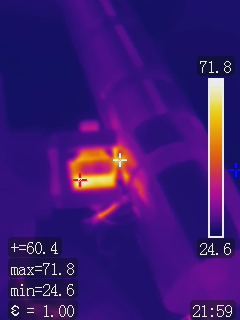 71.8
24.6
+=60.4
max=71.8
min=24.6
ε = 1.00
21:59